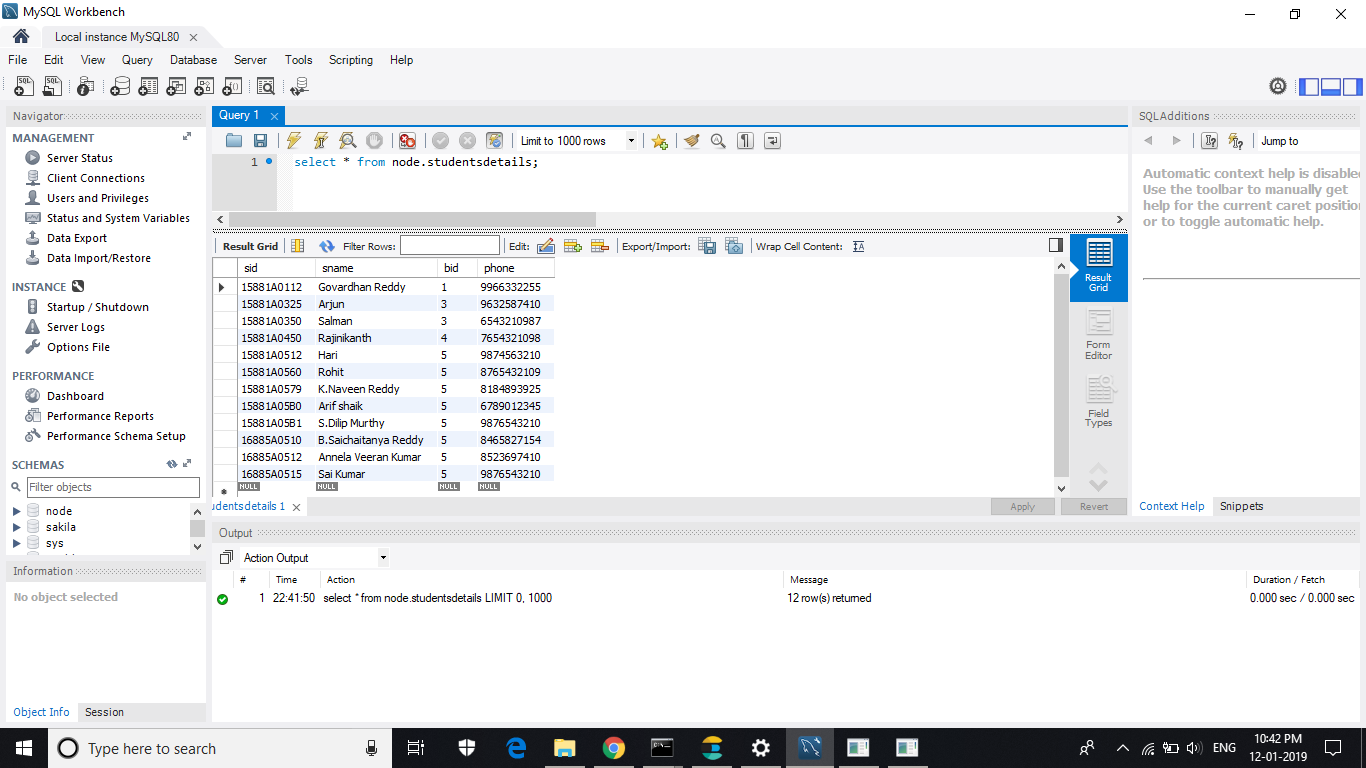 MySQL Workbench
Local instance MySQL80
File Edit View Query Database Server Tools Scripting Help
Navigator
MANAGEMENT
Server Status
Client Connections
Users and Privileges
Status and System Variables
Data Export
Data Import/Restore
INSTANCE
Startup / Shutdown
Server Logs
Options File
PERFORMANCE
Dashboard
Performance Reports
Performance Schema Setup
SCHEMAS
Filter objects
node
sakila
sys
Information
No object selected
Object Info Session
Query 1
Limit to 1000 rows
1 select * from node.studentsdetails;
Result Grid Filter Rows: Edit: Export/Import: Wrap Cell Content:
sid sname bid phone
15881A0112 Govardhan Reddy 1 9966332255
15881A0325 Arjun 3 9632587410
15881A0350 Salman 3 6543210987
15881A0450 Rajinikanth 4 7654321098
15881A0512 Hari 5 9874563210
15881A0560 Rohit 5 8765432109
15881A0579 K.Naveen Reddy 5 8184893925
15881A05B0 Arif shaik 5 6789012345
15881A05B1 S.Dilip Murthy 5 9876543210
16885A0510 B.Saichaitanya Reddy 5 8465827154
16885A0512 Annela Veeran Kumar 5 8523697410
16885A0515 Sai Kumar 5 9876543210
NULL NULL NULL NULL
Result Grid
Form Editor
Field Types
udentsdetails 1
Apply Revert
SQLAdditions
Jump to
Automatic context help is disabled
Use the toolbar to manually get
help for the current caret position
or to toggle automatic help.
Context Help Snippets
Output
Action Output
# Time Action Message Duration / Fetch
1 22:41:50 select * from node.studentsdetails LIMIT 0, 1000 12 row(s) returned 0.000 sec / 0.000 sec
Type here to search
ENG
10:42 PM
12-01-2019